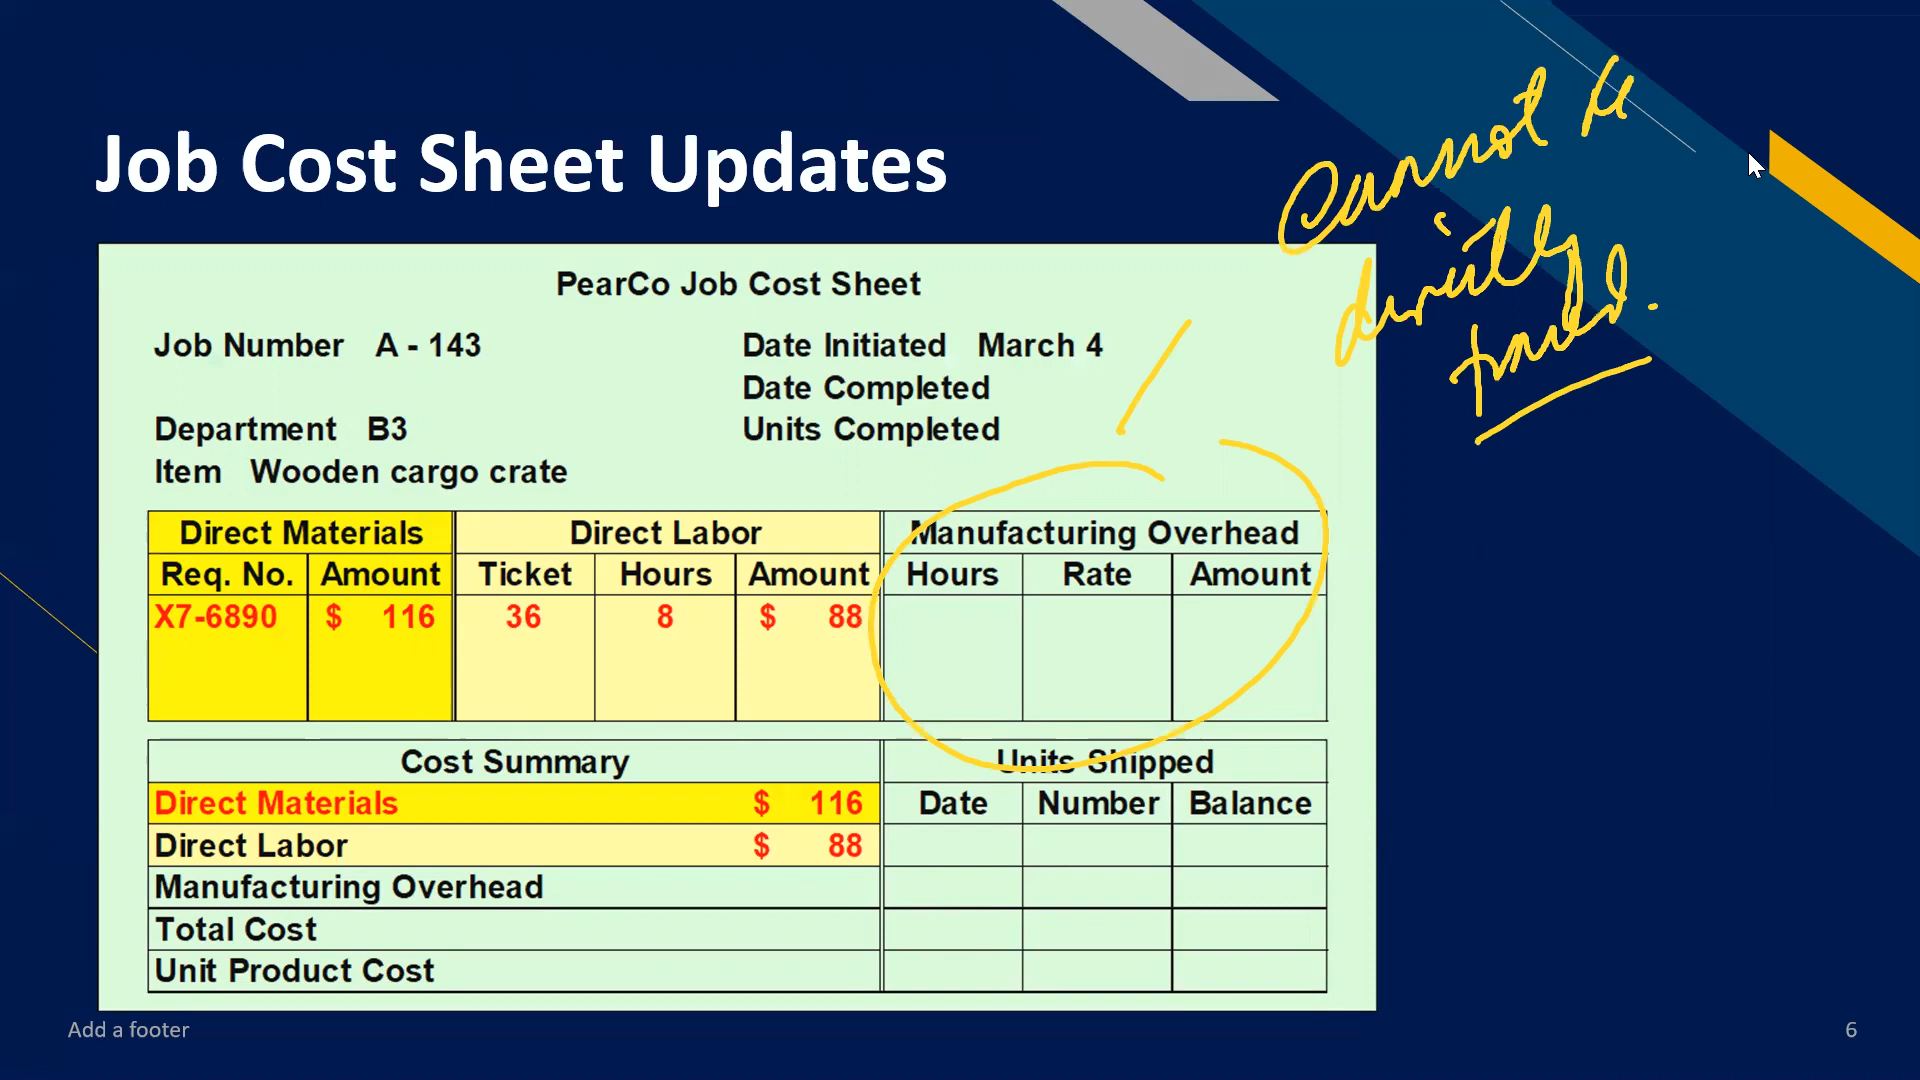 Job Cost Sheet Updates
Cannot be
directly
traced.
PearCo Job Cost Sheet
Job Number A - 143
Date Initiated March 4
Date Completed
Department B3
Units Completed
Item Wooden cargo crate
Direct Materials Direct Labor Manufacturing Overhead
Req. No. Amount Ticket Hours Amount Hours Rate Amount
X7-6890 $ 116 36 8 $ 88
Cost Summary Units Shipped
Direct Materials $ 116 Date Number Balance
Direct Labor $ 88
Manufacturing Overhead
Total Cost
Unit Product Cost
Add a footer
6